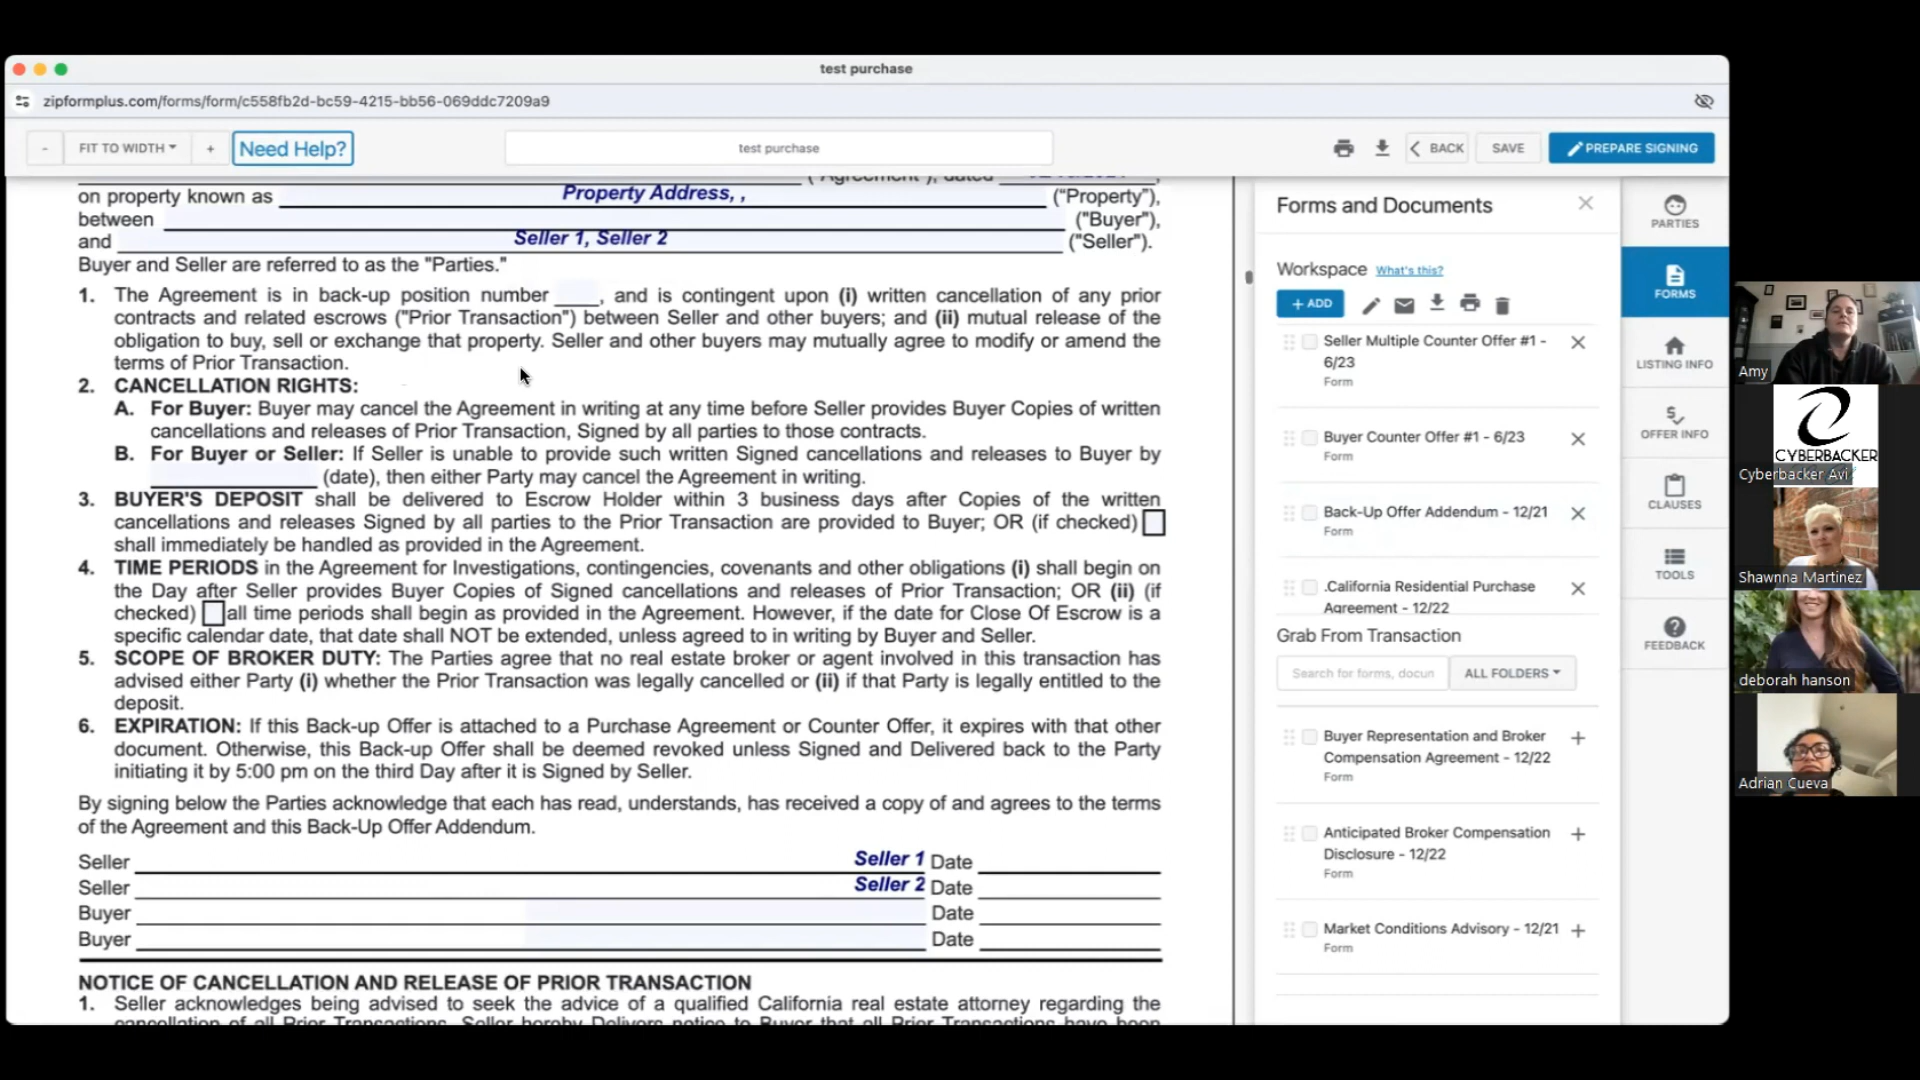 test purchase
zipformplus.com/forms/form/c558fb2d-bc59-4215-bb56-069ddc7209a9
- FIT TO WIDTH + Need Help? test purchase BACK SAVE PREPARE SIGNING
("Agreement"), dated
on property known as Property Address, , ("Property"),
between ("Buyer"),
and Seller 1, Seller 2 ("Seller").
Buyer and Seller are referred to as the "Parties."
1. The Agreement is in back-up position number ____, and is contingent upon (i) written cancellation of any prior
contracts and related escrows ("Prior Transaction") between Seller and other buyers; and (ii) mutual release of the
obligation to buy, sell or exchange that property. Seller and other buyers may mutually agree to modify or amend the
terms of Prior Transaction.
2. CANCELLATION RIGHTS:
A. For Buyer: Buyer may cancel the Agreement in writing at any time before Seller provides Buyer Copies of written
cancellations and releases of Prior Transaction, Signed by all parties to those contracts.
B. For Buyer or Seller: If Seller is unable to provide such written Signed cancellations and releases to Buyer by
(date), then either Party may cancel the Agreement in writing.
3. BUYER'S DEPOSIT shall be delivered to Escrow Holder within 3 business days after Copies of the written
cancellations and releases Signed by all parties to the Prior Transaction are provided to Buyer; OR (if checked)
shall immediately be handled as provided in the Agreement.
4. TIME PERIODS in the Agreement for Investigations, contingencies, covenants and other obligations (i) shall begin on
the Day after Seller provides Buyer Copies of Signed cancellations and releases of Prior Transaction; OR (ii) (if
checked) all time periods shall begin as provided in the Agreement. However, if the date for Close Of Escrow is a
specific calendar date, that date shall NOT be extended, unless agreed to in writing by Buyer and Seller.
5. SCOPE OF BROKER DUTY: The Parties agree that no real estate broker or agent involved in this transaction has
advised either Party (i) whether the Prior Transaction was legally cancelled or (ii) if that Party is legally entitled to the
deposit.
6. EXPIRATION: If this Back-up Offer is attached to a Purchase Agreement or Counter Offer, it expires with that other
document. Otherwise, this Back-up Offer shall be deemed revoked unless Signed and Delivered back to the Party
initiating it by 5:00 pm on the third Day after it is Signed by Seller.
By signing below the Parties acknowledge that each has read, understands, has received a copy of and agrees to the terms
of the Agreement and this Back-Up Offer Addendum.
Seller Seller 1 Date
Seller Seller 2 Date
Buyer Date
Buyer Date
NOTICE OF CANCELLATION AND RELEASE OF PRIOR TRANSACTION
1. Seller acknowledges being advised to seek the advice of a qualified California real estate attorney regarding the
cancellation of all Prior Transactions. Seller hereby Delivers notice to Buyer that all Prior Transactions have been
Forms and Documents
Workspace What's this?
+ ADD
Seller Multiple Counter Offer #1 -
6/23
Form
Buyer Counter Offer #1 - 6/23
Form
Back-Up Offer Addendum - 12/21
Form
.California Residential Purchase
Agreement - 12/22
Grab From Transaction
Search for forms, docun ALL FOLDERS
Buyer Representation and Broker
Compensation Agreement - 12/22
Form
Anticipated Broker Compensation
Disclosure - 12/22
Form
Market Conditions Advisory - 12/21
Form
PARTIES
FORMS
LISTING INFO
OFFER INFO
CLAUSES
TOOLS
FEEDBACK
Amy
CYBERBACKER
Cyberbacker Avi
Shawnna Martinez
deborah hanson
Adrian Cueva